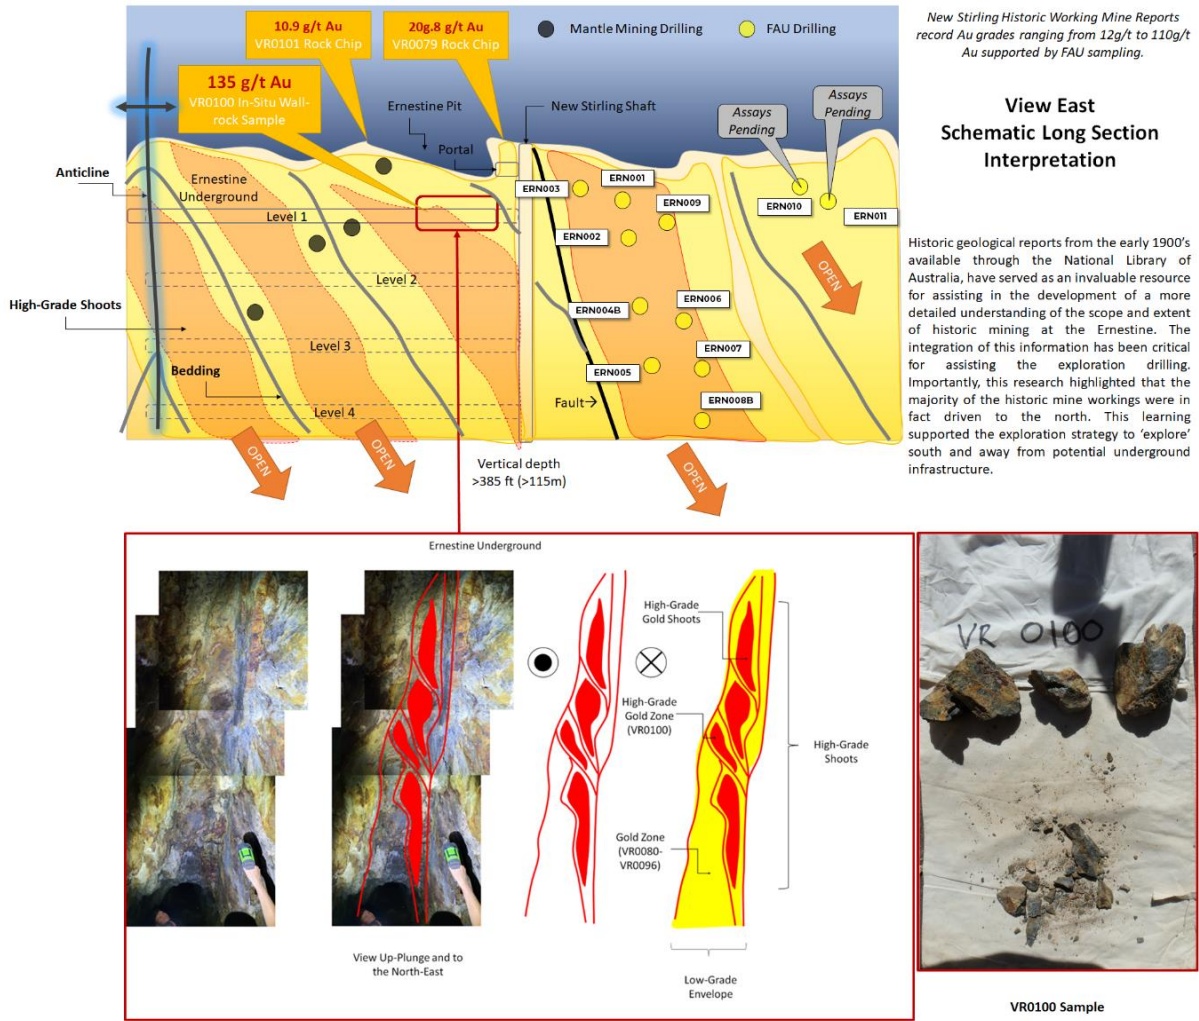 10.9 g/t Au
VR0101 Rock Chip
20g.8 g/t Au
VR0079 Rock Chip
Mantle Mining Drilling
FAU Drilling
New Stirling Historic Working Mine Reports
record Au grades ranging from 12g/t to 110g/t
Au supported by FAU sampling.
135 g/t Au
VR0100 In-Situ Wall-
rock Sample
Ernestine Pit
New Stirling Shaft
Portal
Assays
Pending
Assays
Pending
View East
Schematic Long Section
Interpretation
Anticline
Ernestine
Underground
Level 1
ERN003
ERN001
ERN009
ERN002
ERN010
ERN011
OPEN
Level 2
High-Grade Shoots
ERN004B
ERN006
Level 3
Bedding
ERN007
ERN005
Level 4
Fault
ERN008B
OPEN
OPEN
OPEN
Vertical depth
>385 ft (>115m)
Historic geological reports from the early 1900's
available through the National Library of
Australia, have served as an invaluable resource
for assisting in the development of a more
detailed understanding of the scope and extent
of historic mining at the Ernestine. The
integration of this information has been critical
for assisting the exploration drilling.
Importantly, this research highlighted that the
majority of the historic mine workings were in
fact driven to the north. This learning
supported the exploration strategy to 'explore'
south and away from potential underground
infrastructure.
Ernestine Underground
High-Grade
Gold Shoots
High-Grade
Gold Zone
(VR0100)
High-Grade
Shoots
Gold Zone
(VR0080-
VR0096)
View Up-Plunge and to
the North-East
Low-Grade
Envelope
VR 0100
VR0100 Sample